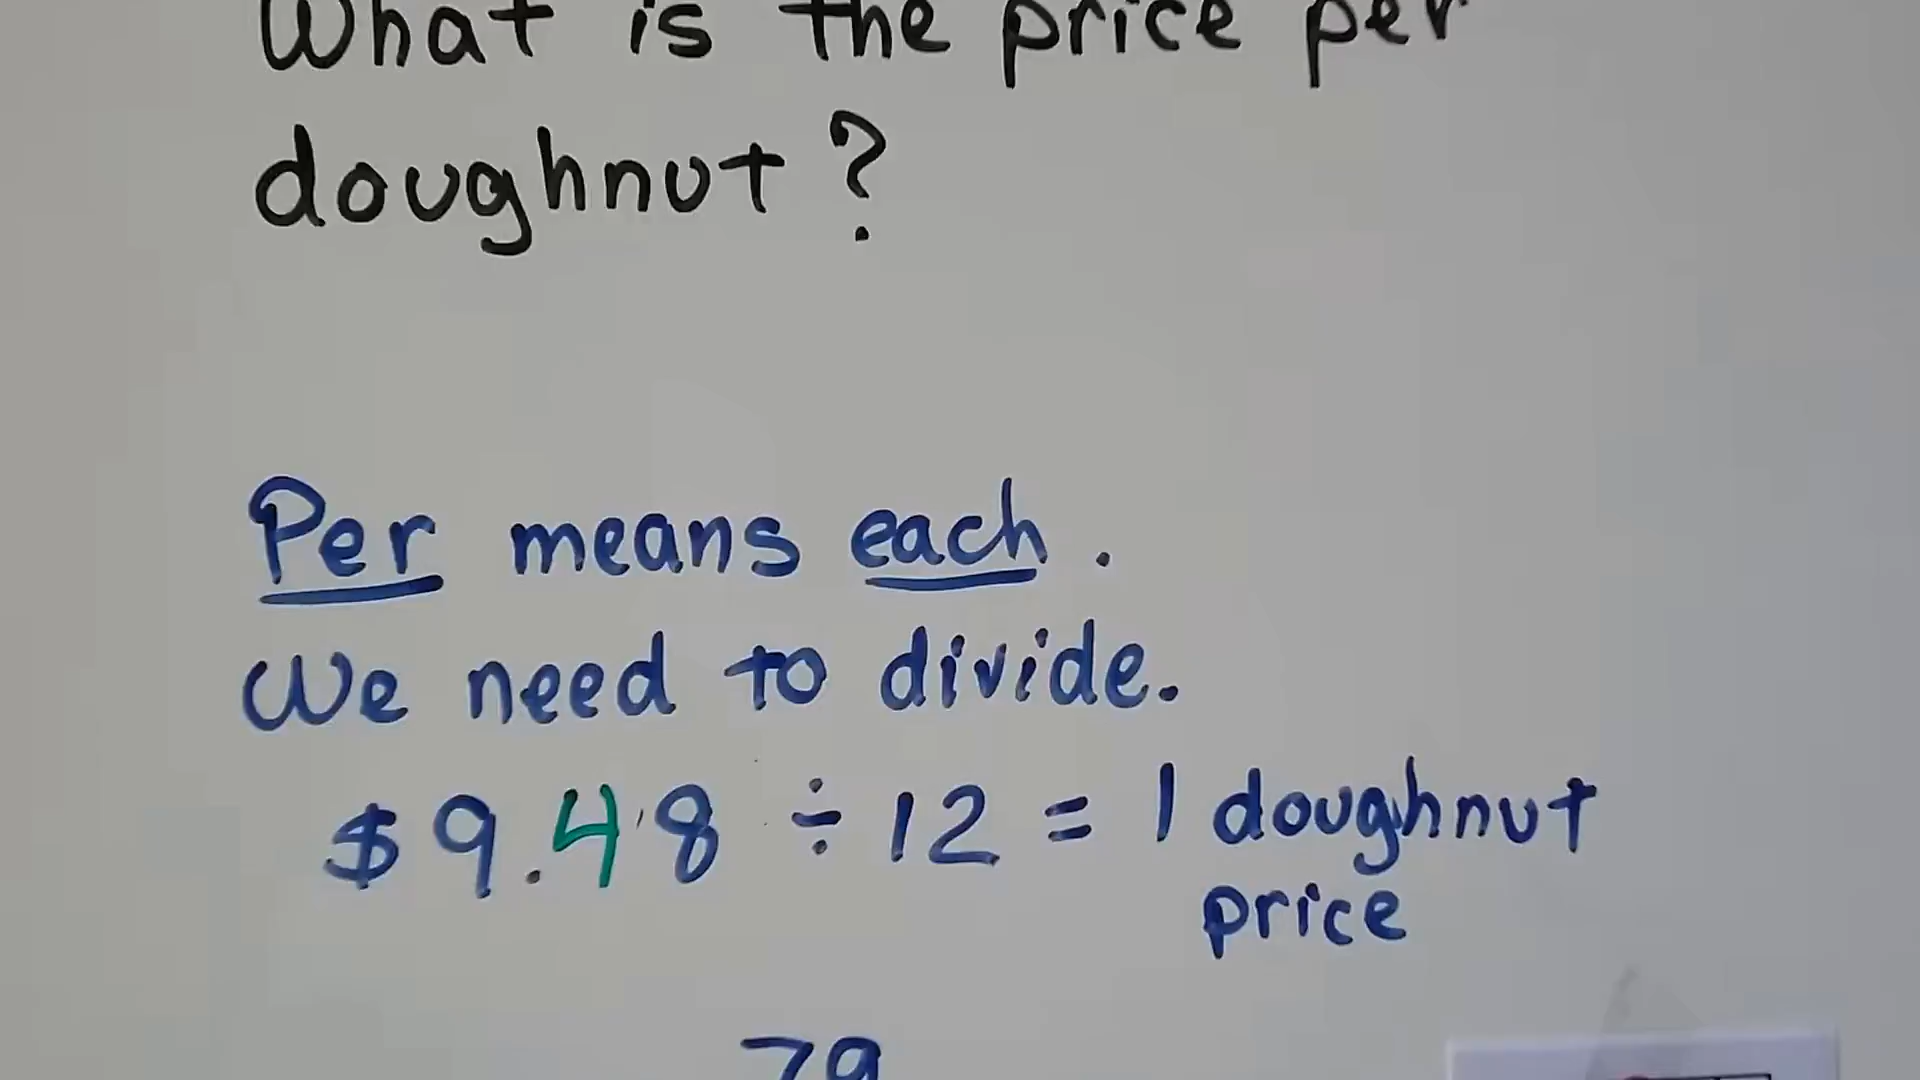 What is the price per
doughnut?
Per means each.
We need to divide.
$9.48 ÷ 12 = 1 doughnut
price
79